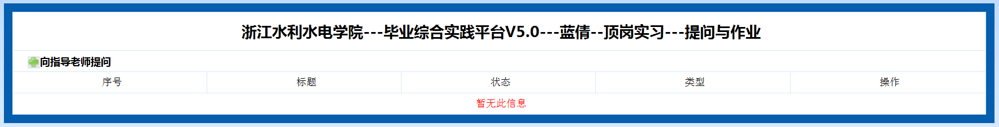 浙江水利水电学院---毕业综合实践平台V5.0---蓝倩--顶岗实习---提问与作业
向指导老师提问
序号 标题 状态 类型 操作
暂无此信息